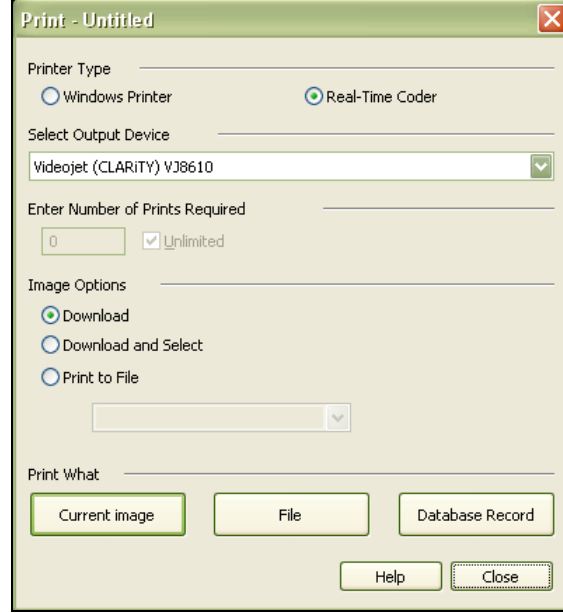 Print - Untitled
Printer Type
Windows Printer Real-Time Coder
Select Output Device
Videojet (CLARiTY) VJ8610
Enter Number of Prints Required
0 Unlimited
Image Options
Download
Download and Select
Print to File
Print What
Current image File Database Record
Help Close